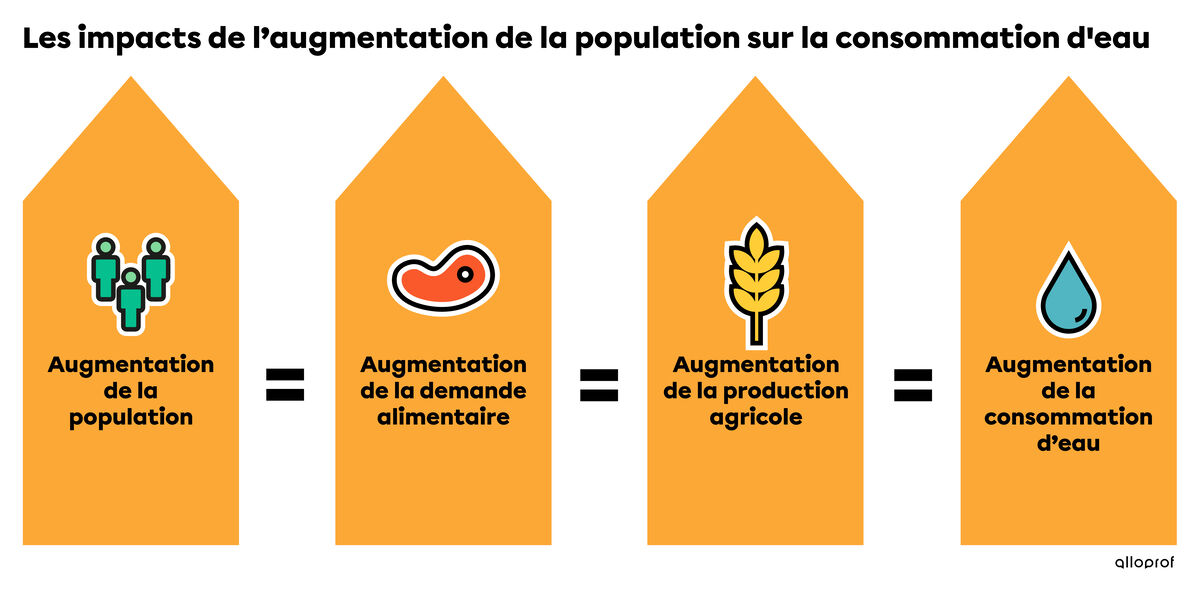 Les impacts de l’augmentation de la population sur la consommation d'eau
Augmentation
de la
population
=
Augmentation
de la demande
alimentaire
=
Augmentation
de la production
agricole
=
Augmentation
de la
consommation
d’eau
alloprof